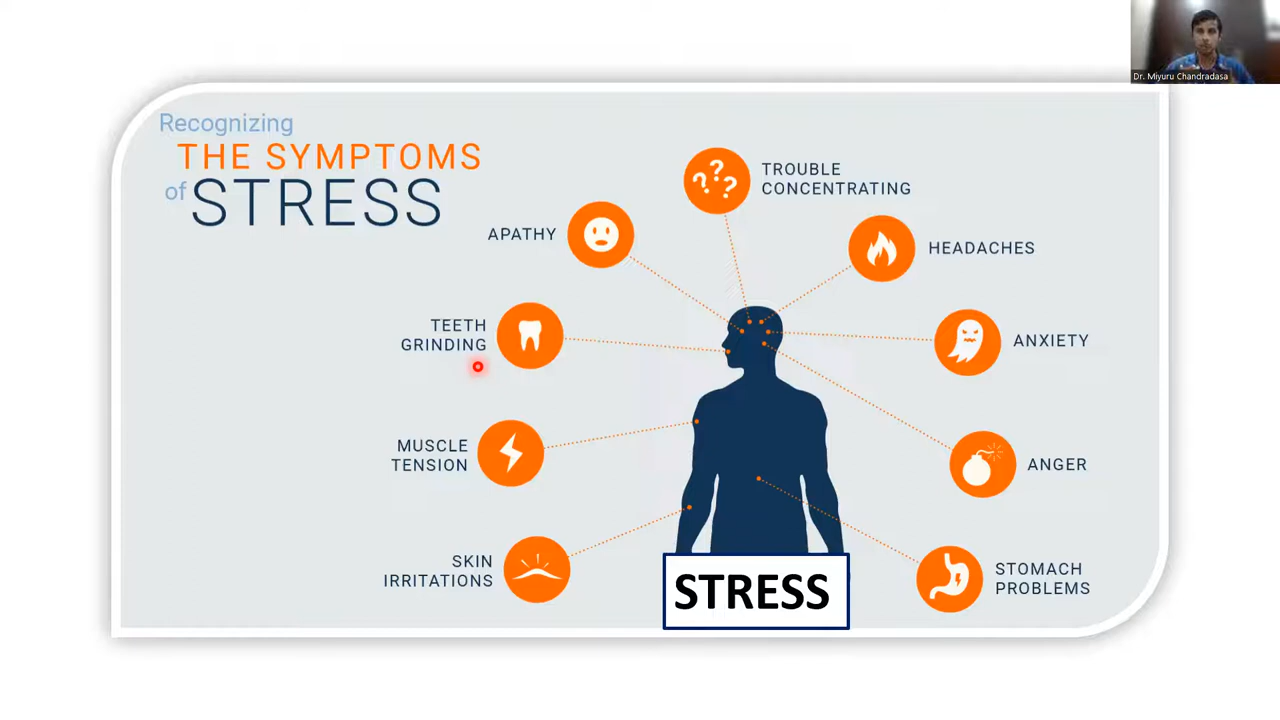 Dr. Miyuru Chandradasa
Recognizing
THE SYMPTOMS
of STRESS
TROUBLE
CONCENTRATING
APATHY
HEADACHES
TEETH
GRINDING
ANXIETY
MUSCLE
TENSION
ANGER
SKIN
IRRITATIONS
STOMACH
PROBLEMS
STRESS